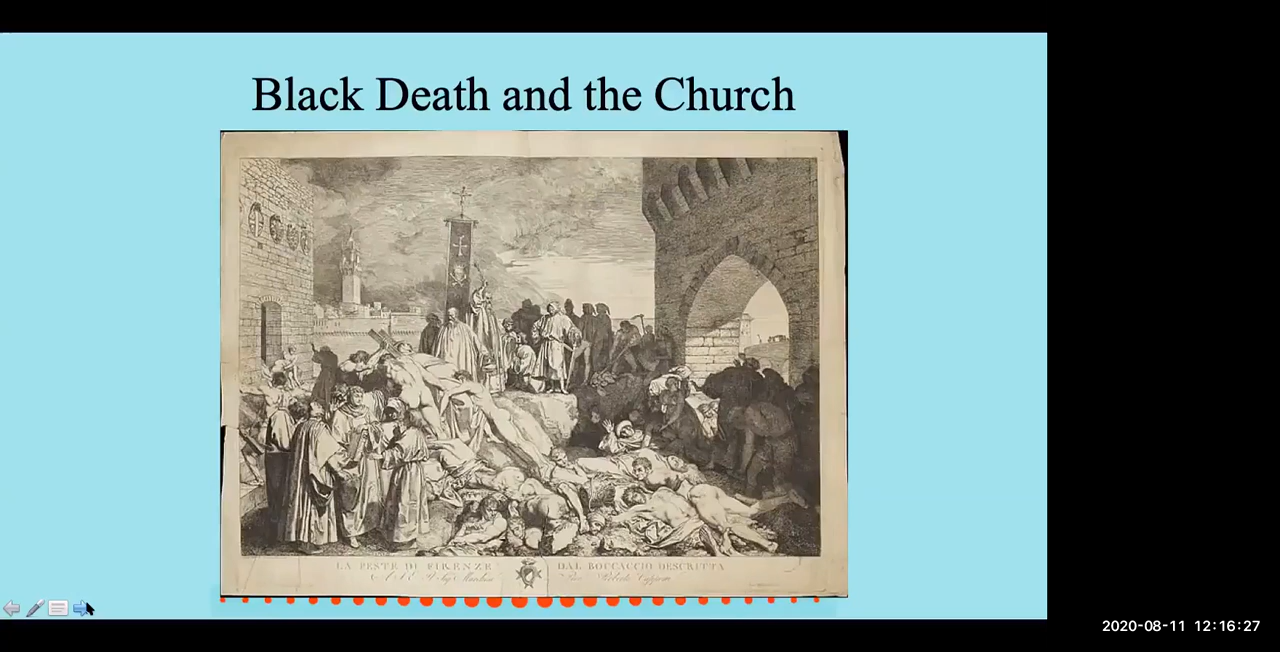 Black Death and the Church
LA PESTE DI FIRENZE DAL BOCCACCIO DESCRITTA
2020-08-11 12:16:27